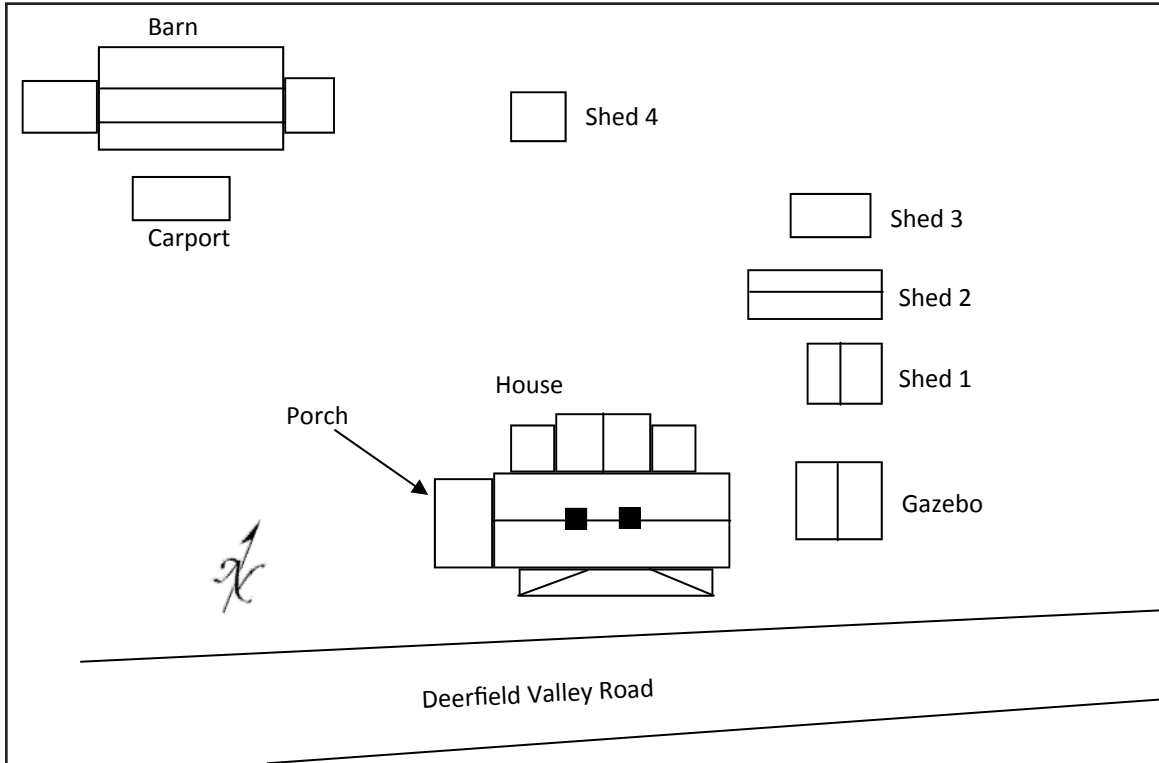 Barn
Shed 4
Shed 3
Carport
Shed 2
Shed 1
House
Porch
Gazebo
N
Deerfield Valley Road